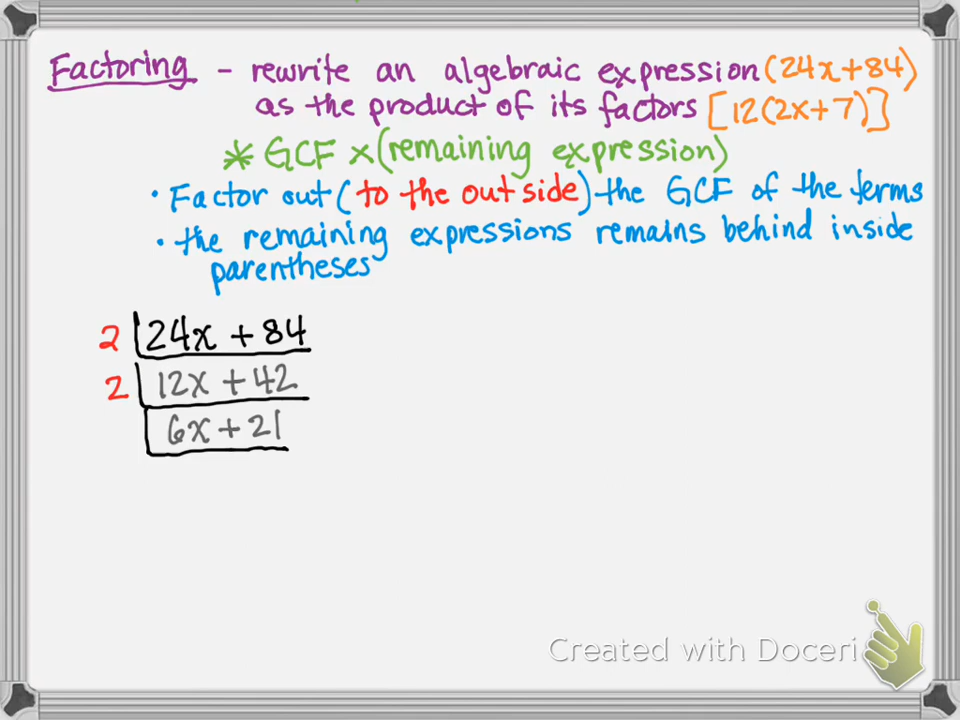 Factoring - rewrite an algebraic expression (24x+84)
as the product of its factors [12(2x+7)]
* GCF x (remaining expression)
• Factor out (to the outside) the GCF of the terms
• the remaining expressions remains behind inside
parentheses
2 24x + 84
2 12x + 42
6x + 21
Created with Doceri